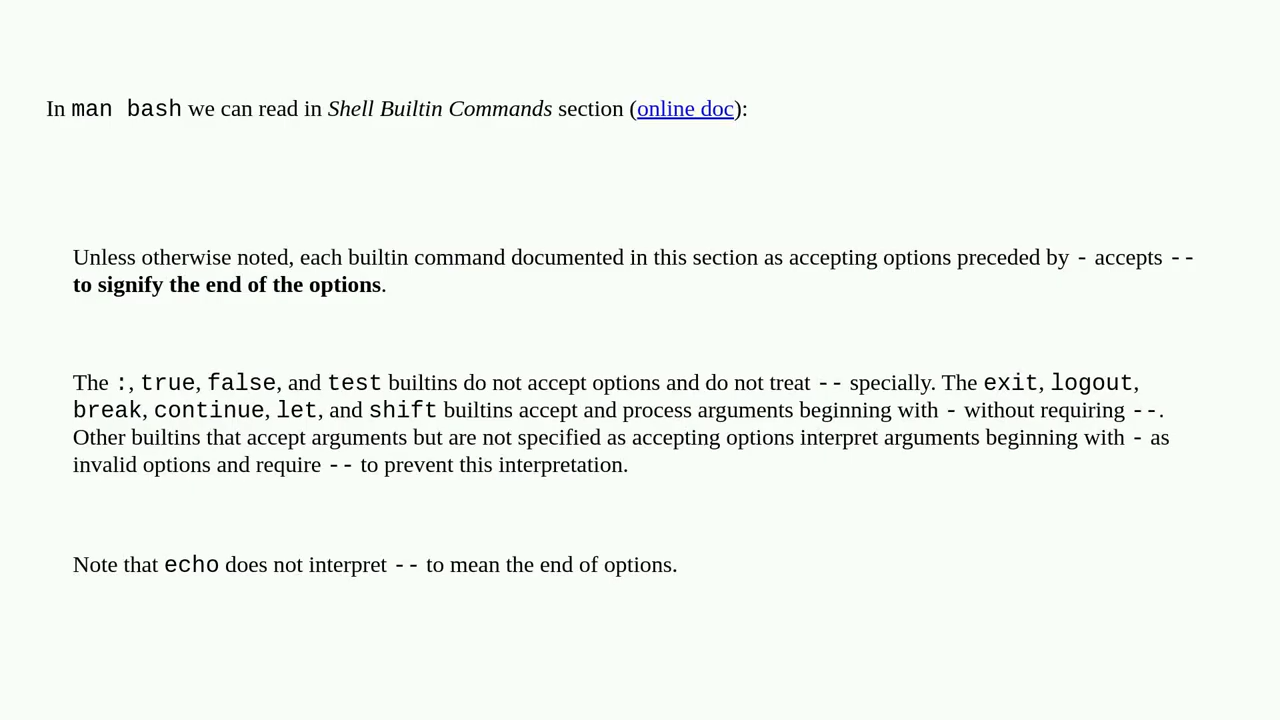 In man bash we can read in Shell Builtin Commands section (online doc):
Unless otherwise noted, each builtin command documented in this section as accepting options preceded by - accepts --
to signify the end of the options.
The :, true, false, and test builtins do not accept options and do not treat -- specially. The exit, logout,
break, continue, let, and shift builtins accept and process arguments beginning with - without requiring --.
Other builtins that accept arguments but are not specified as accepting options interpret arguments beginning with - as
invalid options and require -- to prevent this interpretation.
Note that echo does not interpret -- to mean the end of options.